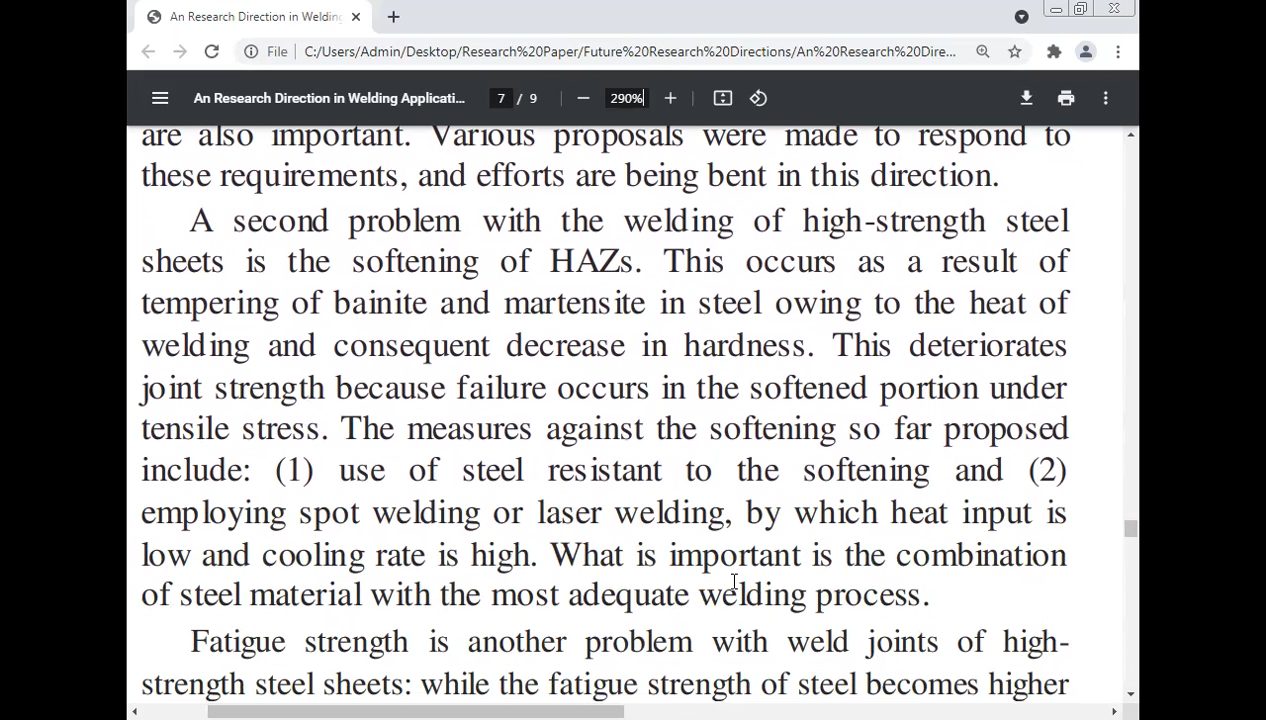 An Research Direction in Welding
File C:/Users/Admin/Desktop/Research%20Paper/Future%20Research%20Directions/An%20Research%20Dire...
An Research Direction in Welding Applicati...
7 / 9
290%
are also important. Various proposals were made to respond to
these requirements, and efforts are being bent in this direction.
A second problem with the welding of high-strength steel
sheets is the softening of HAZs. This occurs as a result of
tempering of bainite and martensite in steel owing to the heat of
welding and consequent decrease in hardness. This deteriorates
joint strength because failure occurs in the softened portion under
tensile stress. The measures against the softening so far proposed
include: (1) use of steel resistant to the softening and (2)
employing spot welding or laser welding, by which heat input is
low and cooling rate is high. What is important is the combination
of steel material with the most adequate welding process.
Fatigue strength is another problem with weld joints of high-
strength steel sheets: while the fatigue strength of steel becomes higher